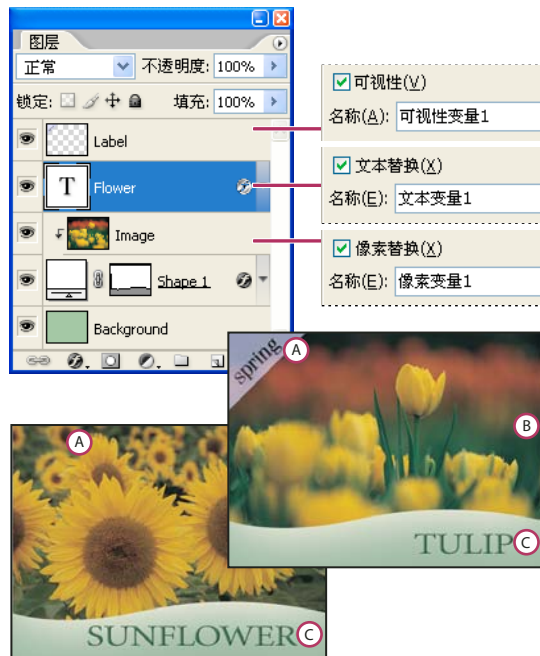 图层
正常 不透明度: 100%
锁定: 填充: 100%
Label
T Flower
Image
Shape 1
Background
可视性(V)
名称(A): 可视性变量1
文本替换(X)
名称(E): 文本变量1
像素替换(X)
名称(E): 像素变量1
spring A
B
TULIP C
A
SUNFLOWER C